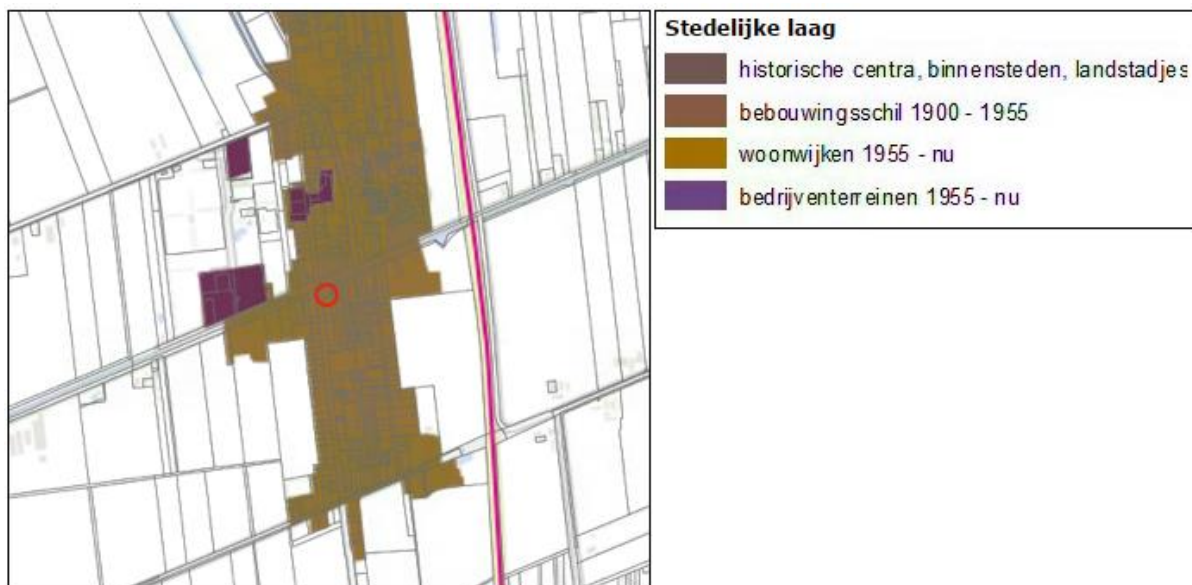 Stedelijke laag
historische centra, binnensteden, landstadjes
bebouwingsschil 1900 - 1955
woonwijken 1955 - nu
bedrijventerreinen 1955 - nu